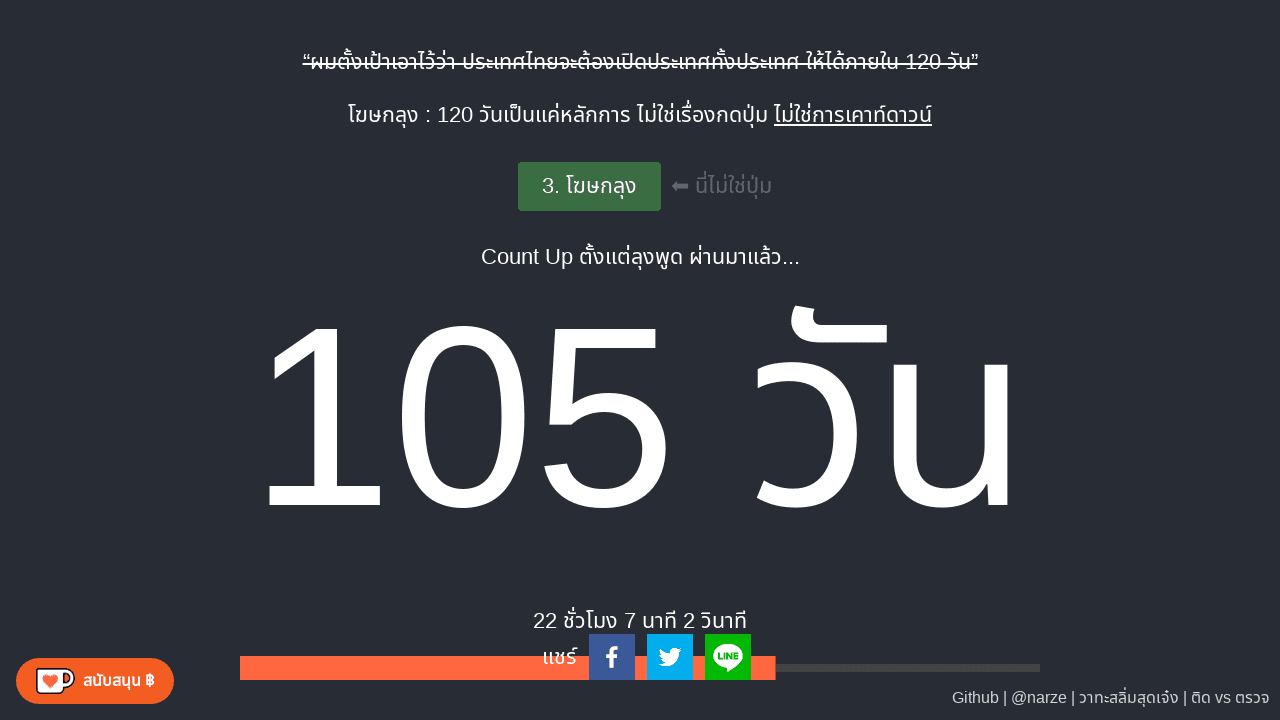 “ผมตั้งเป้าเอาไว้ว่า ประเทศไทยจะต้องเปิดประเทศทั้งประเทศ ให้ได้ภายใน 120 วัน”
โฆษกลุง : 120 วันเป็นแค่หลักการ ไม่ใช่เรื่องกดปุ่ม ไม่ใช่การเคาท์ดาวน์
3. โฆษกลุง ⬅ นี่ไม่ใช่ปุ่ม
Count Up ตั้งแต่ลุงพูด ผ่านมาแล้ว...
105 วัน
22 ชั่วโมง 7 นาที 2 วินาที
แชร์ LINE
สนับสนุน ฿
Github | @narze | วาทะสลิ่มสุดเจ๋ง | ติด vs ตรวจ